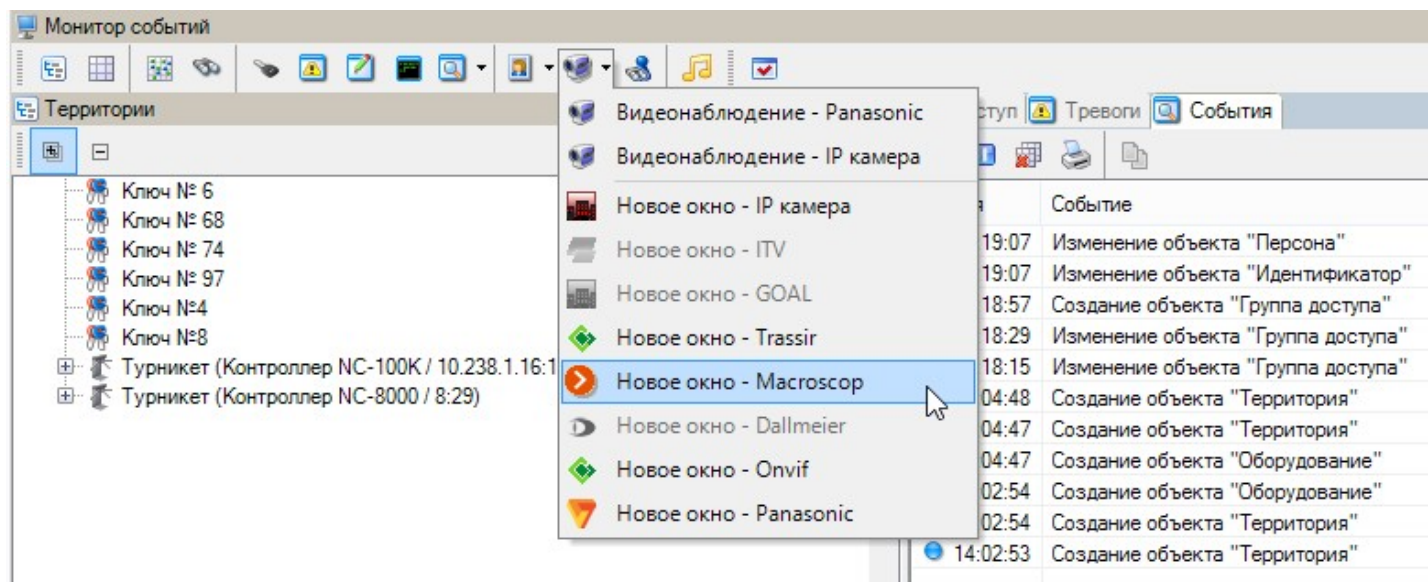 Монитор событий
Территории
Ключ № 6
Ключ № 68
Ключ № 74
Ключ № 97
Ключ №4
Ключ №8
Турникет (Контроллер NC-100K / 10.238.1.16:1
Турникет (Контроллер NC-8000 / 8:29)
Видеонаблюдение - Panasonic
Видеонаблюдение - IP камера
Новое окно - IP камера
Новое окно - ITV
Новое окно - GOAL
Новое окно - Trassir
Новое окно - Macroscop
Новое окно - Dallmeier
Новое окно - Onvif
Новое окно - Panasonic
ступ Тревоги События
Событие
19:07 Изменение объекта "Персона"
19:07 Изменение объекта "Идентификатор"
18:57 Создание объекта "Группа доступа"
18:29 Изменение объекта "Группа доступа"
18:15 Изменение объекта "Группа доступа"
04:48 Создание объекта "Территория"
04:47 Создание объекта "Территория"
04:47 Создание объекта "Оборудование"
02:54 Создание объекта "Оборудование"
02:54 Создание объекта "Территория"
14:02:53 Создание объекта "Территория"